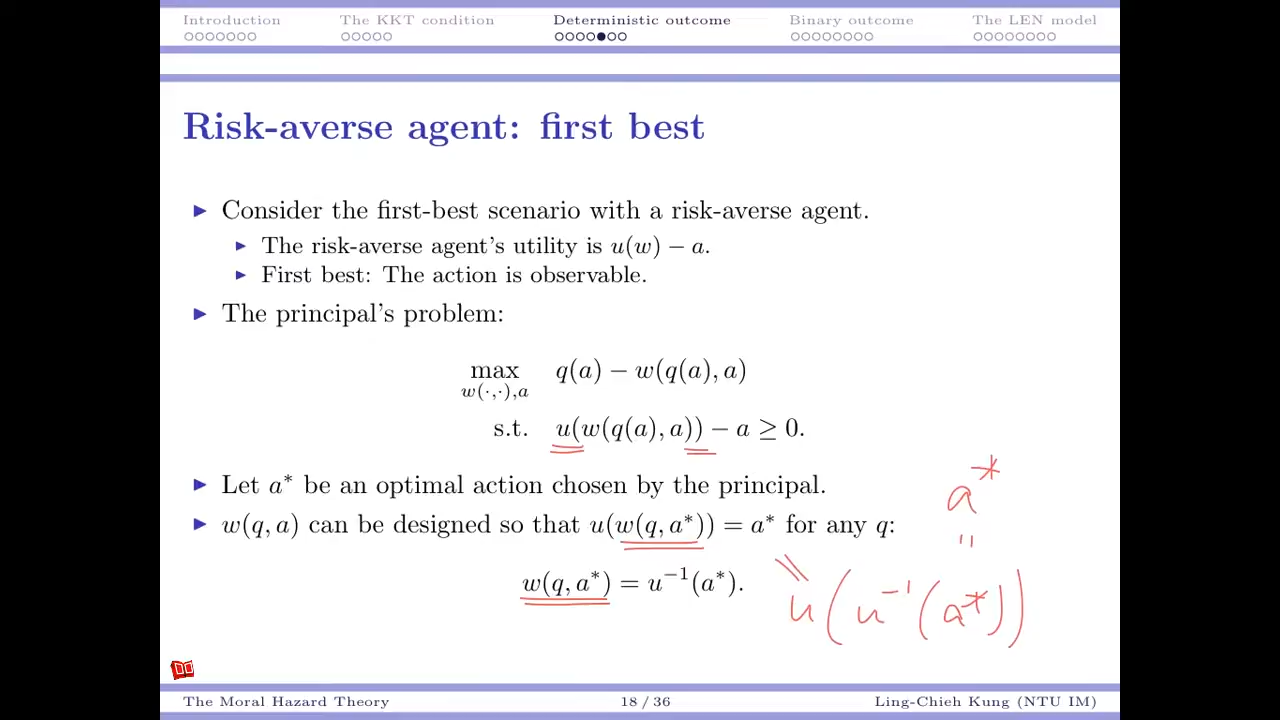 Introduction The KKT condition Deterministic outcome Binary outcome The LEN model
Risk-averse agent: first best
Consider the first-best scenario with a risk-averse agent.
The risk-averse agent's utility is u(w) − a.
First best: The action is observable.
The principal's problem:
max q(a) − w(q(a), a)
w(·,·),a
s.t. u(w(q(a), a)) − a ≥ 0.
Let a* be an optimal action chosen by the principal.
w(q, a) can be designed so that u(w(q, a*)) = a* for any q:
w(q, a*) = u⁻¹(a*).
a*
=
u(u⁻¹(a*))
The Moral Hazard Theory 18 / 36 Ling-Chieh Kung (NTU IM)